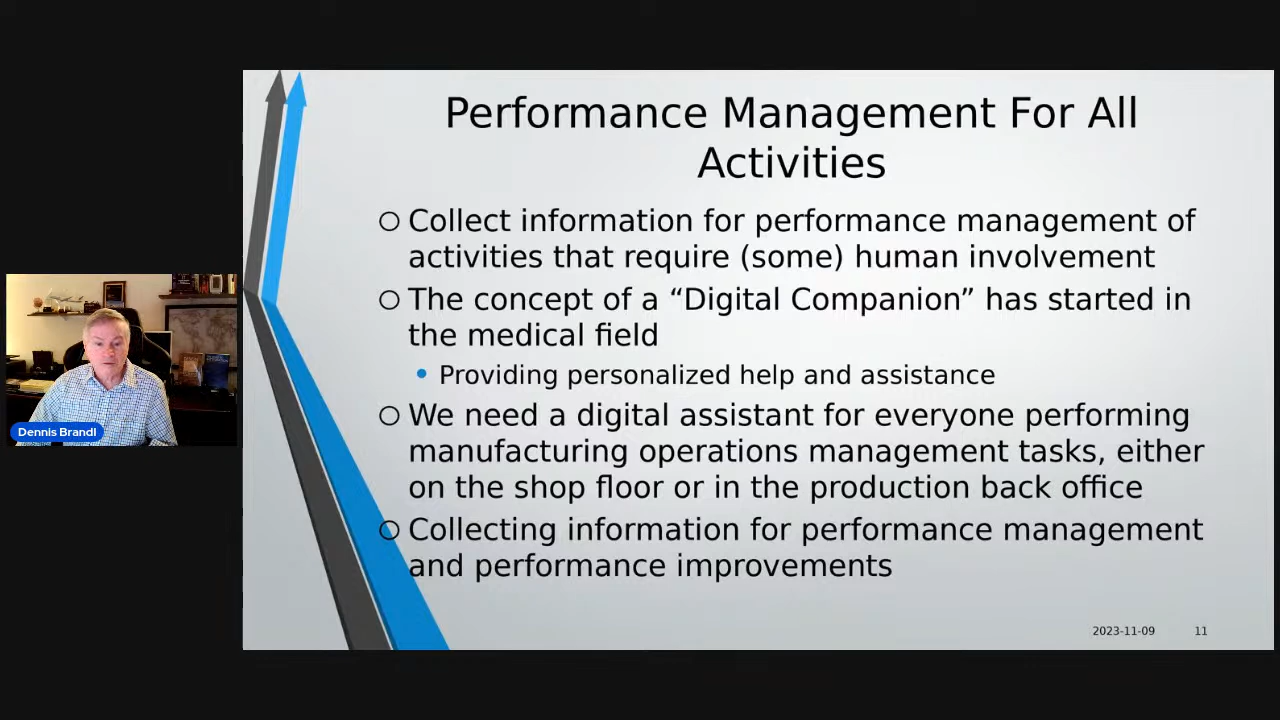 Performance Management For All
Activities
Collect information for performance management of
activities that require (some) human involvement
The concept of a “Digital Companion” has started in
the medical field
Providing personalized help and assistance
We need a digital assistant for everyone performing
manufacturing operations management tasks, either
on the shop floor or in the production back office
Collecting information for performance management
and performance improvements
2023-11-09 11
Dennis Brandl